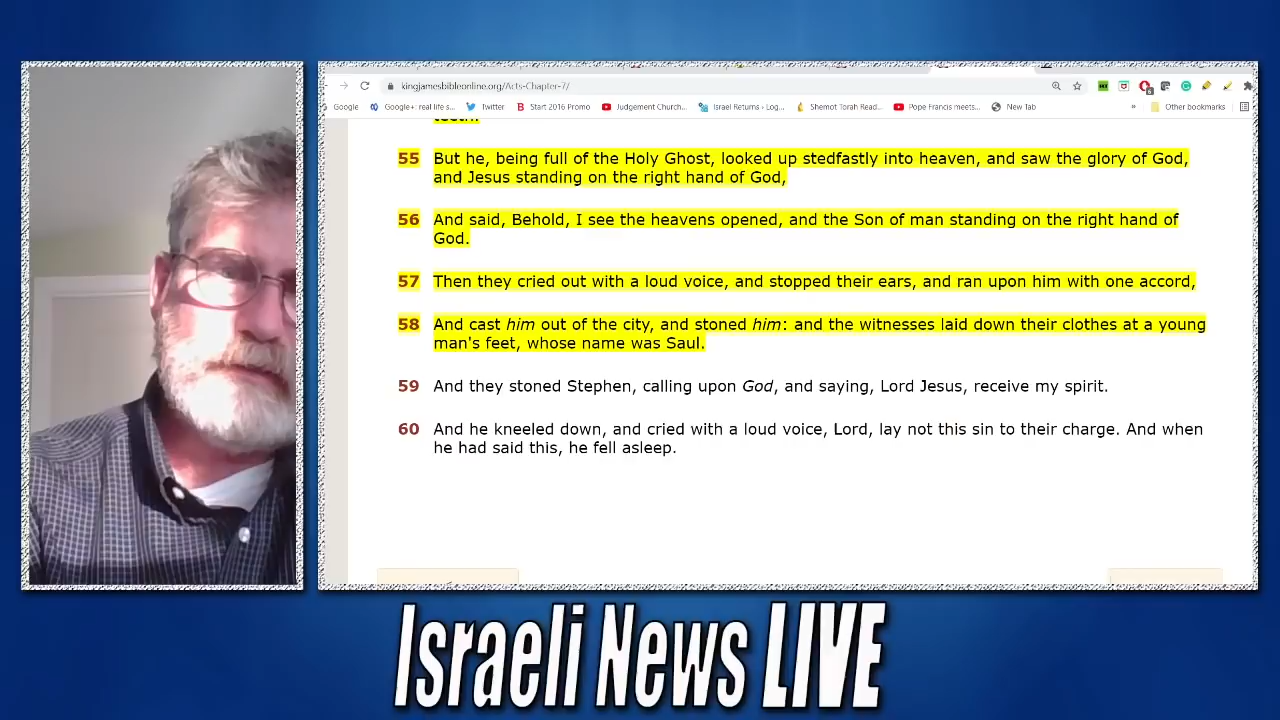 kingjamesbibleonline.org/Acts-Chapter-7/
Google Google+: real life s... Twitter Start 2016 Promo Judgement Church... Israel Returns ‹ Log... Shemot Torah Read... Pope Francis meets... New Tab » Other bookmarks
teeth.
55 But he, being full of the Holy Ghost, looked up stedfastly into heaven, and saw the glory of God,
and Jesus standing on the right hand of God,
56 And said, Behold, I see the heavens opened, and the Son of man standing on the right hand of
God.
57 Then they cried out with a loud voice, and stopped their ears, and ran upon him with one accord,
58 And cast him out of the city, and stoned him: and the witnesses laid down their clothes at a young
man's feet, whose name was Saul.
59 And they stoned Stephen, calling upon God, and saying, Lord Jesus, receive my spirit.
60 And he kneeled down, and cried with a loud voice, Lord, lay not this sin to their charge. And when
he had said this, he fell asleep.
Israeli News LIVE